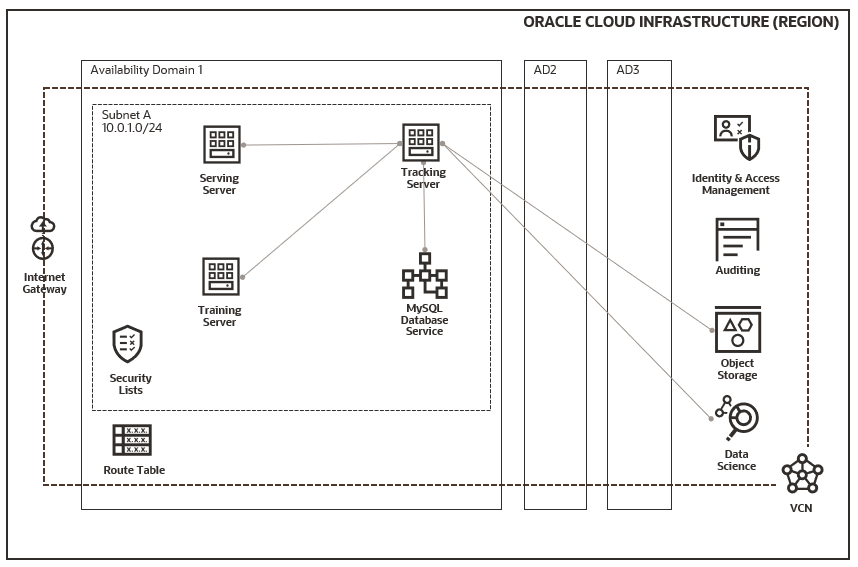 ORACLE CLOUD INFRASTRUCTURE (REGION)
Availability Domain 1
AD2
AD3
Subnet A
10.0.1.0/24
Serving
Server
Tracking
Server
Identity & Access
Management
Internet
Gateway
Auditing
Training
Server
MySQL
Database
Service
Object
Storage
Security
Lists
X.X.X.
X.X.X.
X.X.X.
Route Table
Data
Science
VCN